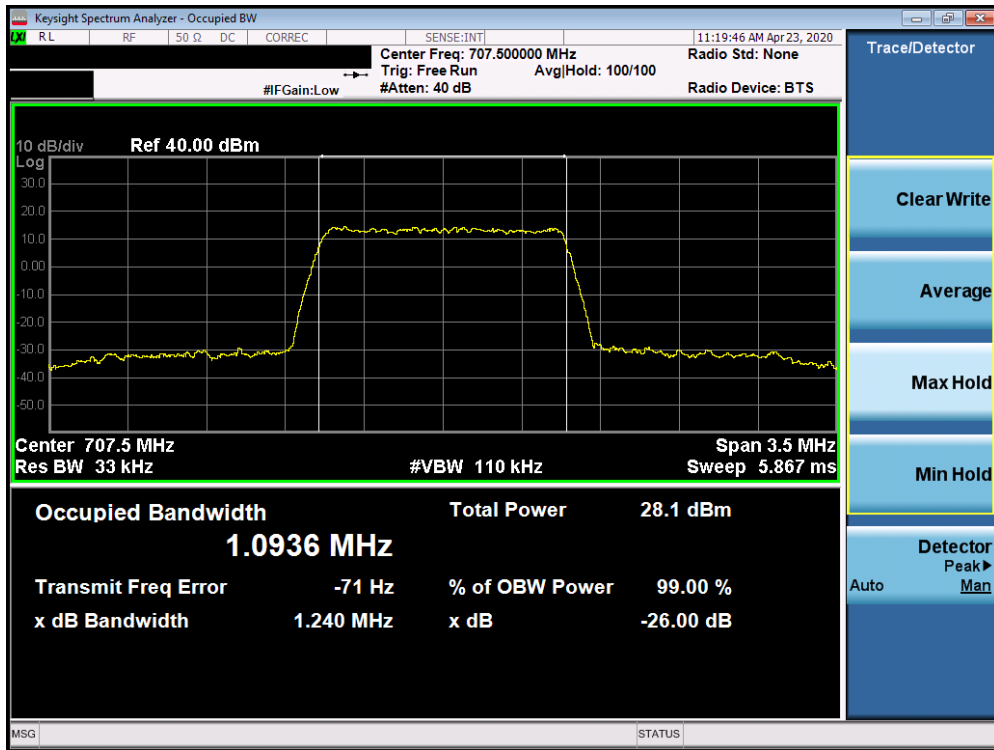 Keysight Spectrum Analyzer - Occupied BW
LXI RL RF 50 Ω DC CORREC SENSE:INT 11:19:46 AM Apr 23, 2020
Center Freq: 707.500000 MHz Radio Std: None
Trig: Free Run Avg|Hold: 100/100
#IFGain:Low #Atten: 40 dB Radio Device: BTS
10 dB/div Ref 40.00 dBm
Log
30.0
20.0
10.0
0.00
-10.0
-20.0
-30.0
-40.0
-50.0
Center 707.5 MHz Span 3.5 MHz
Res BW 33 kHz #VBW 110 kHz Sweep 5.867 ms
Occupied Bandwidth Total Power 28.1 dBm
1.0936 MHz
Transmit Freq Error -71 Hz % of OBW Power 99.00 %
x dB Bandwidth 1.240 MHz x dB -26.00 dB
MSG STATUS
Trace/Detector
Clear Write
Average
Max Hold
Min Hold
Detector
Peak▶
Auto Man